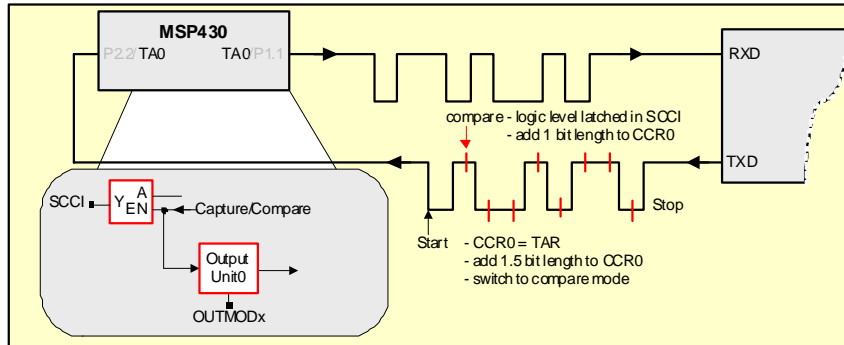 MSP430
P2.2/TA0
TA0/P1.1
RXD
compare - logic level latched in SCCI
- add 1 bit length to CCR0
TXD
SCCI
Y
A
EN
Capture/Compare
Stop
Start
- CCR0 = TAR
- add 1.5 bit length to CCR0
- switch to compare mode
Output
Unit0
OUTMODx